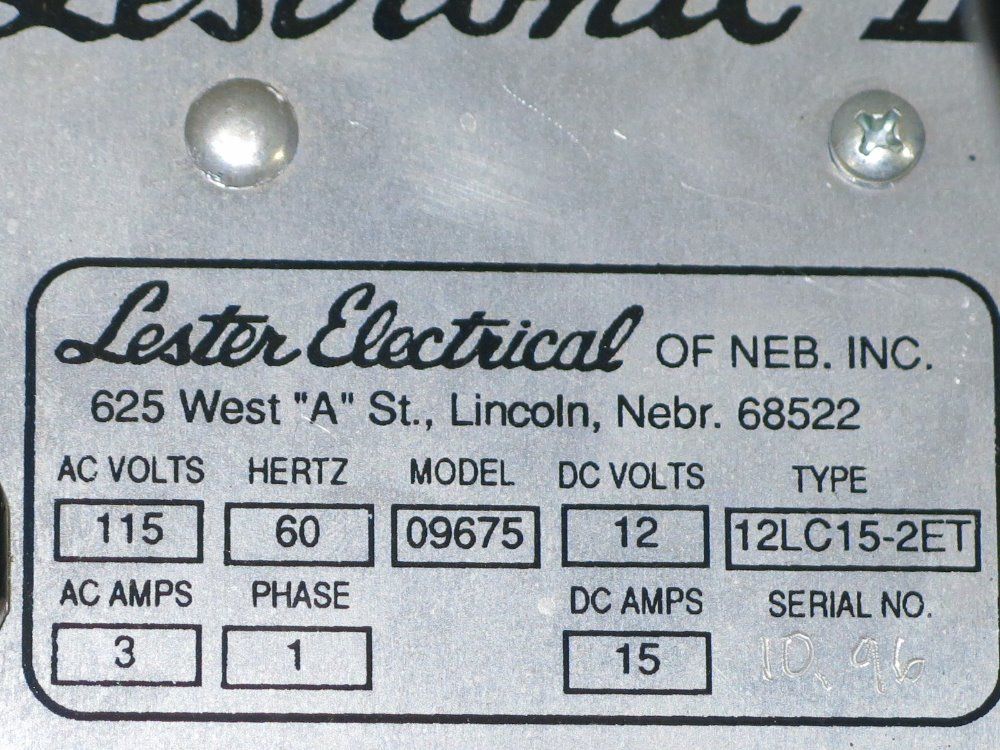 Lestronic
Lester Electrical OF NEB. INC.
625 West "A" St., Lincoln, Nebr. 68522
AC VOLTS HERTZ MODEL DC VOLTS TYPE
115 60 09675 12 12LC15-2ET
AC AMPS PHASE DC AMPS SERIAL NO.
3 1 15 10,96